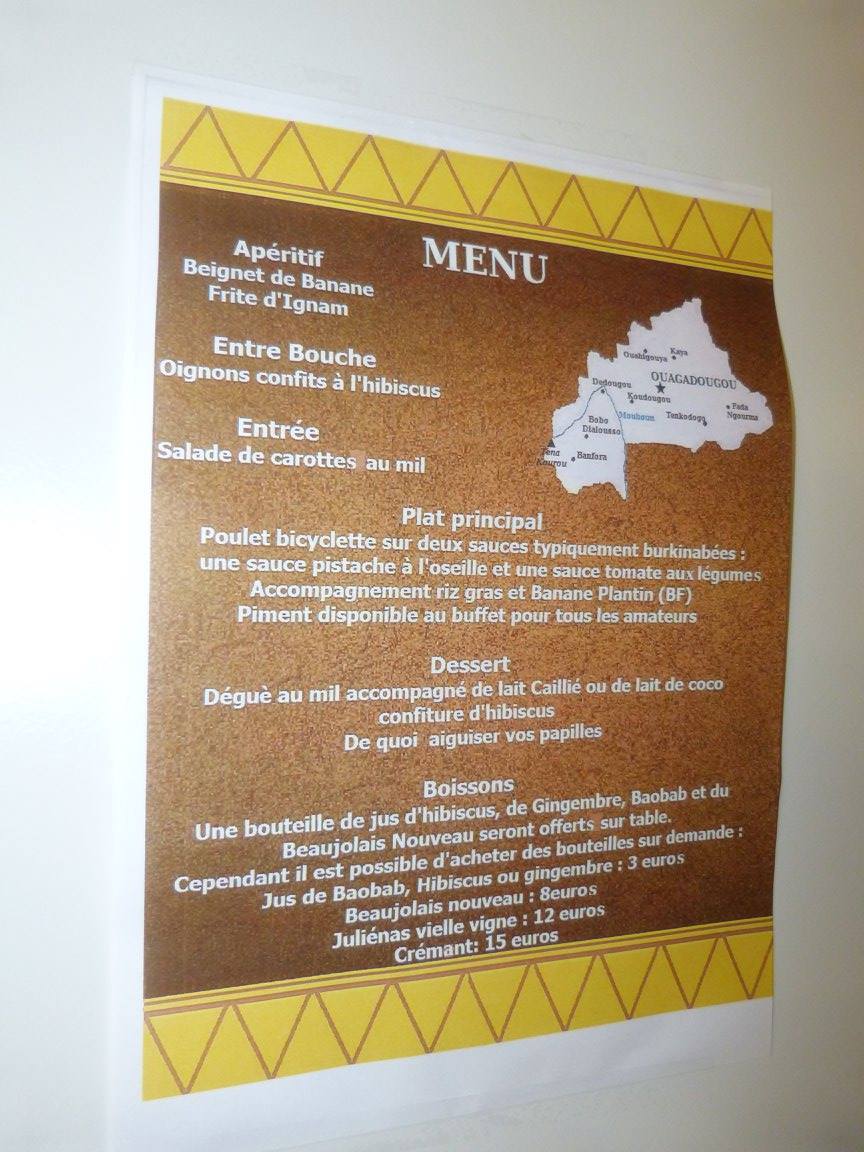 MENU
Apéritif
Beignet de Banane
Frite d'Ignam
Entre Bouche
Oignons confits à l'hibiscus
Entrée
Salade de carottes au mil
Ouahigouya
Kaya
OUAGADOUGOU
Dedougou
Koudougou
Fada
Ngourma
Mouhoun
Tenkodogo
Bobo
Dialousso
Tena
Kourou
Banfora
Plat principal
Poulet bicyclette sur deux sauces typiquement burkinabées :
une sauce pistache à l'oseille et une sauce tomate aux légumes
Accompagnement riz gras et Banane Plantin (BF)
Piment disponible au buffet pour tous les amateurs
Dessert
Déguè au mil accompagné de lait Caillié ou de lait de coco
confiture d'hibiscus
De quoi aiguiser vos papilles
Boissons
Une bouteille de jus d'hibiscus, de Gingembre, Baobab et du
Beaujolais Nouveau seront offerts sur table.
Cependant il est possible d'acheter des bouteilles sur demande :
Jus de Baobab, Hibiscus ou gingembre : 3 euros
Beaujolais nouveau : 8euros
Juliénas vielle vigne : 12 euros
Crémant: 15 euros